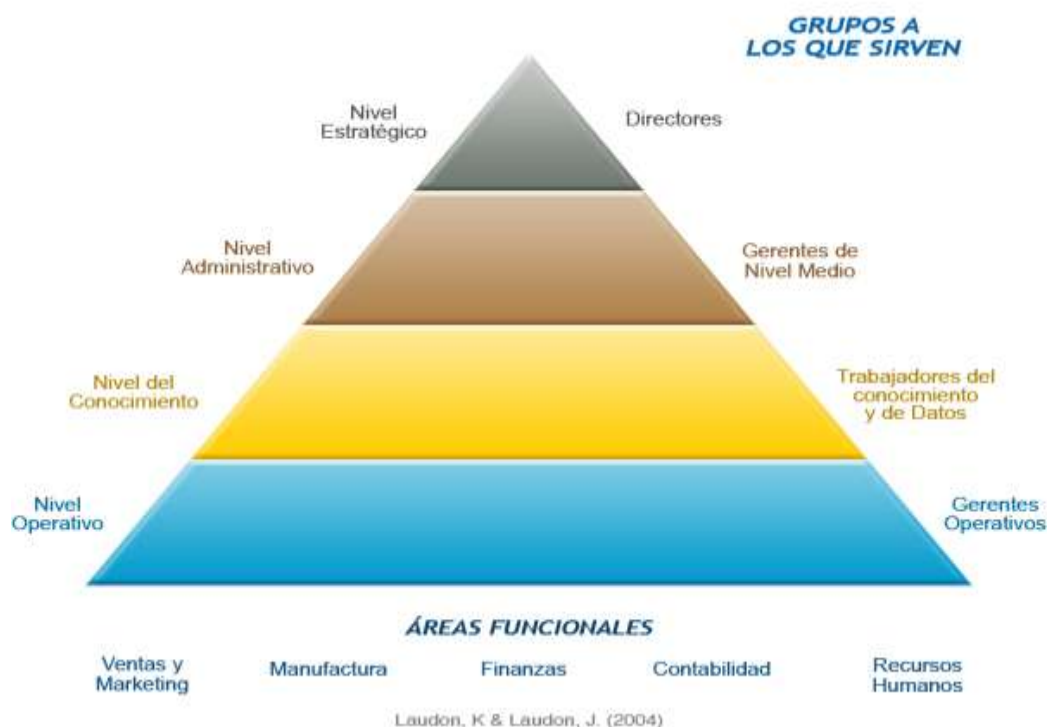 GRUPOS A
LOS QUE SIRVEN
Nivel
Estratégico
Directores
Nivel
Administrativo
Gerentes de
Nivel Medio
Nivel del
Conocimiento
Trabajadores del
conocimiento
y de Datos
Nivel
Operativo
Gerentes
Operativos
ÁREAS FUNCIONALES
Ventas y
Marketing
Manufactura
Finanzas
Contabilidad
Recursos
Humanos
Laudon, K & Laudon, J. (2004)